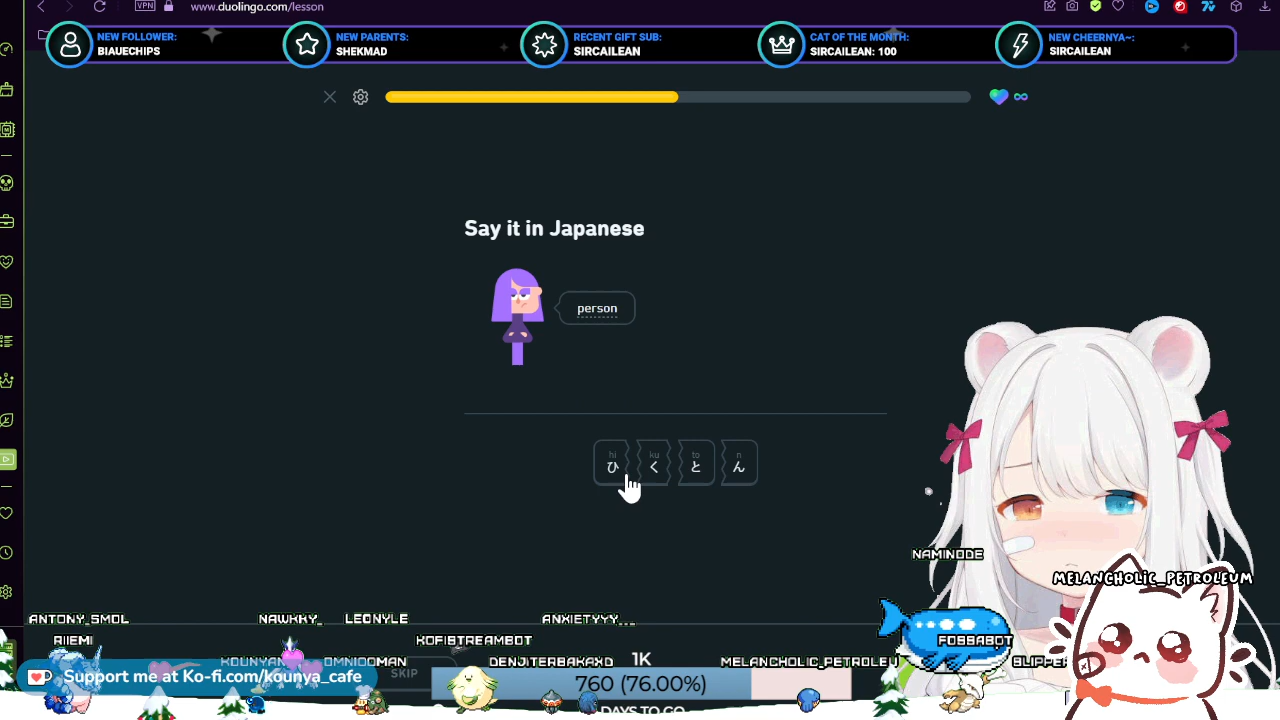 VPN
www.duolingo.com/lesson
NEW FOLLOWER:
BIAUECHIPS
NEW PARENTS:
SHEKMAD
RECENT GIFT SUB:
SIRCAILEAN
CAT OF THE MONTH:
SIRCAILEAN: 100
NEW CHEERNYA~:
SIRCAILEAN
Say it in Japanese
person
hi ku to n
ひ く と ん
NAMINODE
MELANCHOLIC_PETROLEUM
ANTONY_SMOL NAWKKY_ LEONYLE ANXIETYYY...
RIIEMI KOFISTREAMBOT FOSSABOT
DENJITERBAKAXD 1K MELANCHOLIC_PETROLEU
Support me at Ko-fi.com/kounya_cafe
SKIP
760 (76.00%)
DAYS TO GO